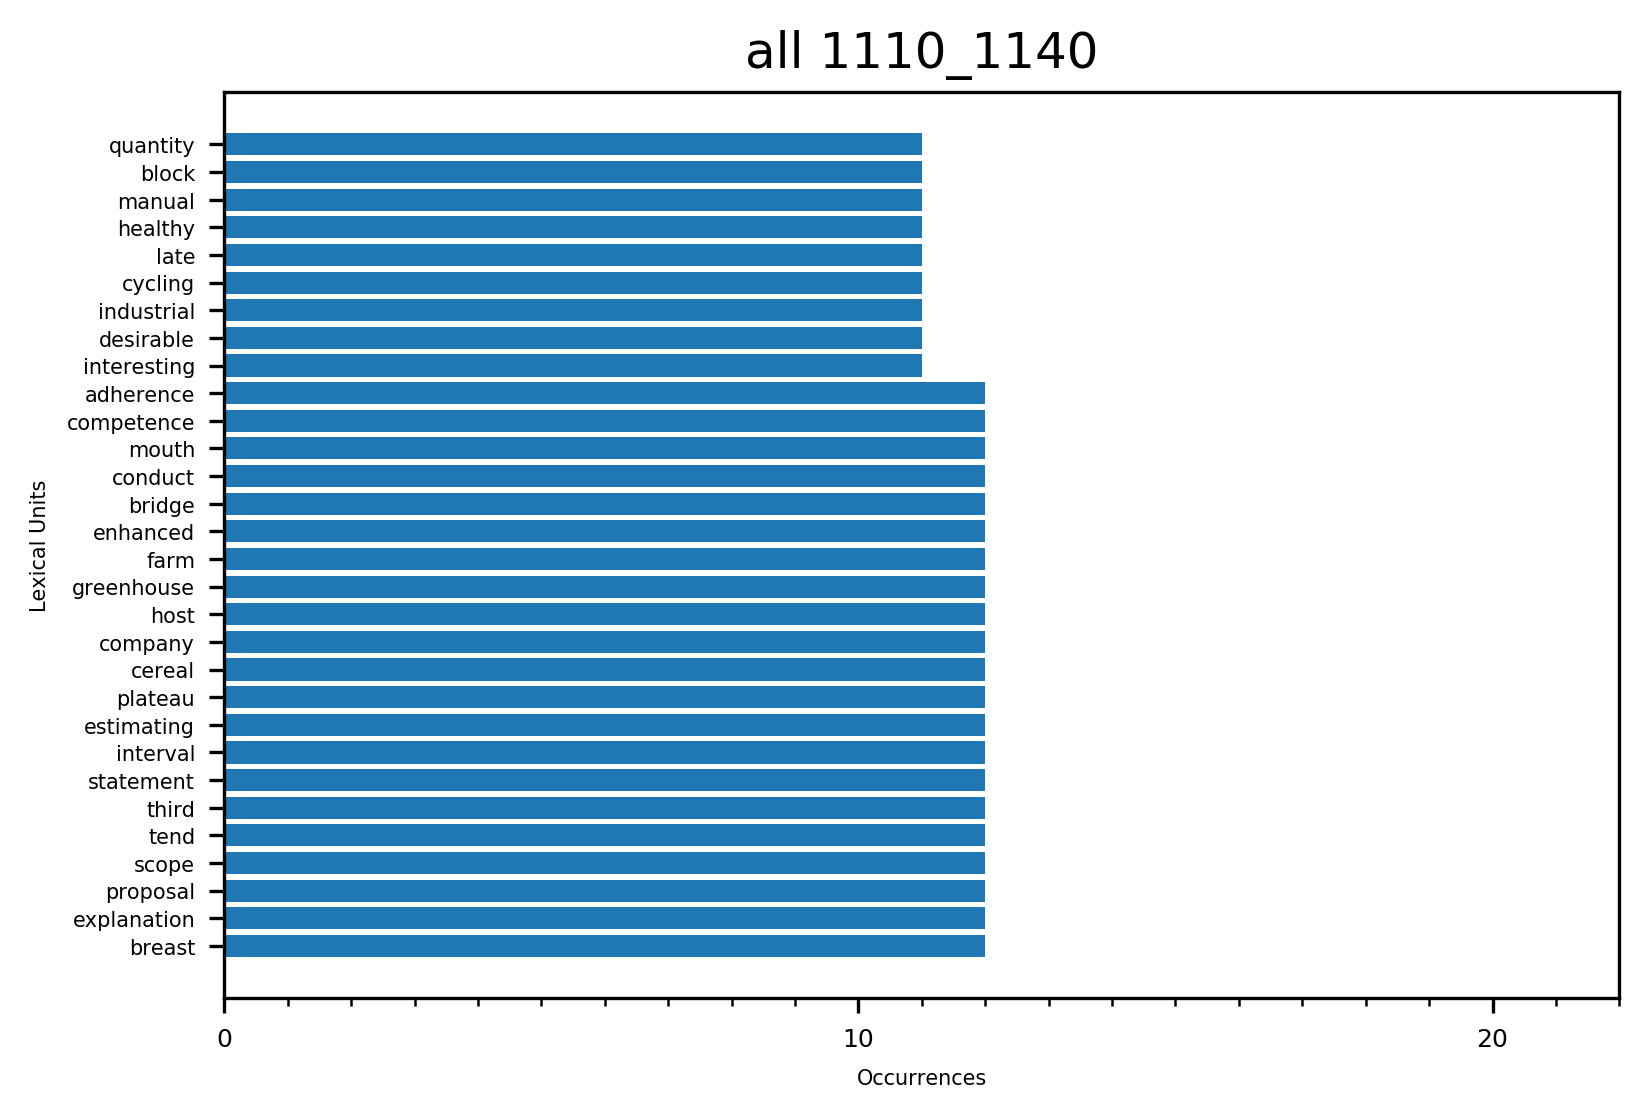 all 1110_1140
quantity
block
manual
healthy
late
cycling
industrial
desirable
interesting
adherence
competence
mouth
conduct
bridge
enhanced
farm
greenhouse
host
company
cereal
plateau
estimating
interval
statement
third
tend
scope
proposal
explanation
breast
Lexical Units
0 10 20
Occurrences